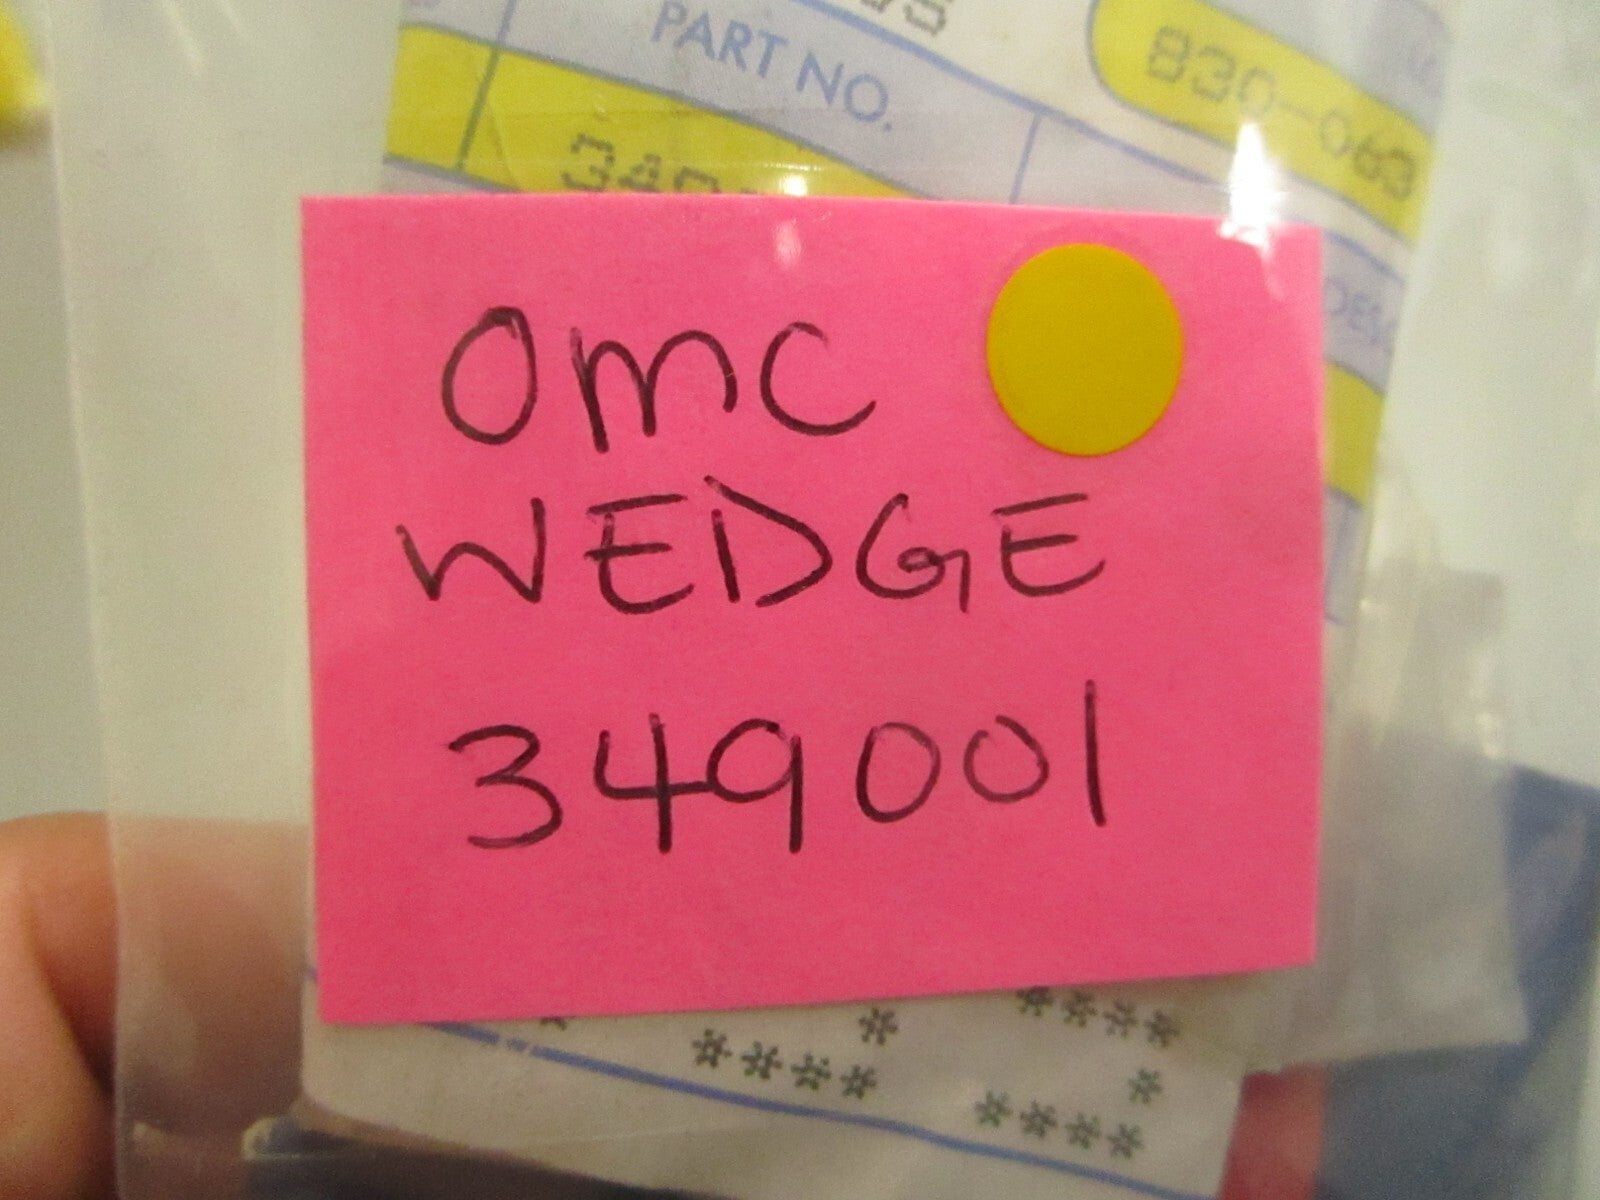 PART NO.
830-063
OMC
WEDGE
349001
****
*
****
*
****